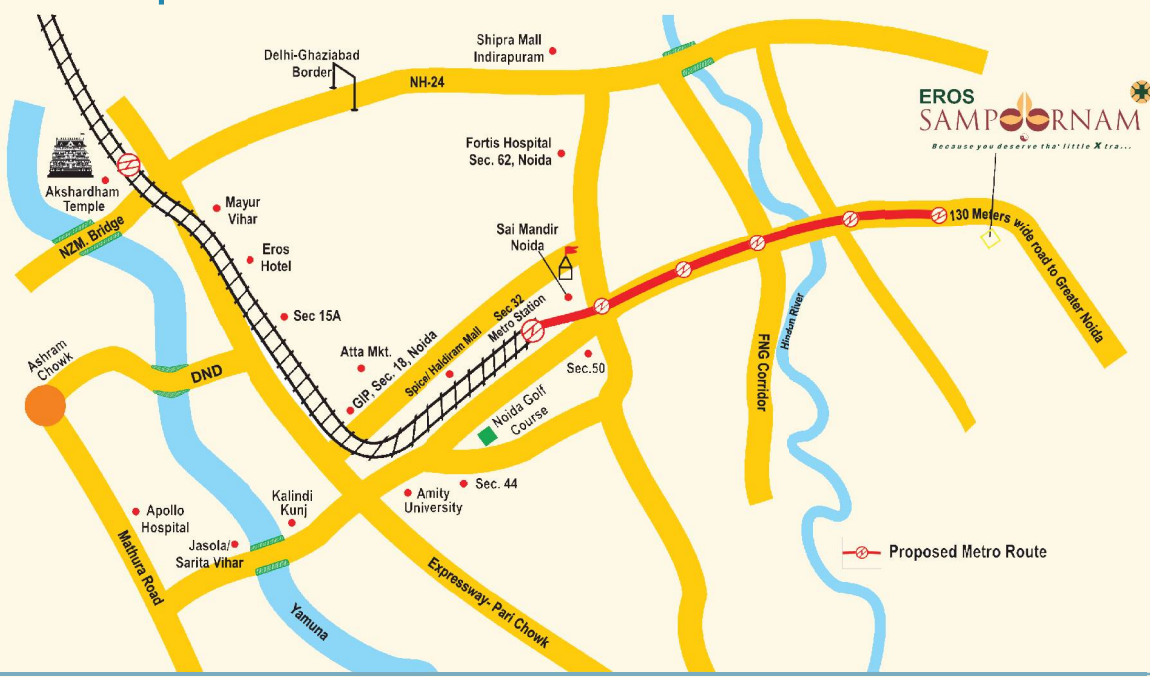 Shipra Mall
Indirapuram
Delhi-Ghaziabad
Border
NH-24
EROS
SAMPOORNAM
Because you deserve tha' little X tra...
Fortis Hospital
Sec. 62, Noida
Akshardham
Temple
Mayur
Vihar
NZM. Bridge
Sai Mandir
Noida
130 Meters wide road to Greater Noida
Eros
Hotel
Sec 15A
Sec 32
Metro Station
Hindun River
Atta Mkt.
GIP, Sec. 18, Noida
Spice/ Haldiram Mall
Ashram
Chowk
DND
Sec.50
FNG Corridor
Noida Golf
Course
Sec. 44
Amity
University
Kalindi
Kunj
Apollo
Hospital
Jasola/
Sarita Vihar
Mathura Road
Proposed Metro Route
Expressway- Pari Chowk
Yamuna